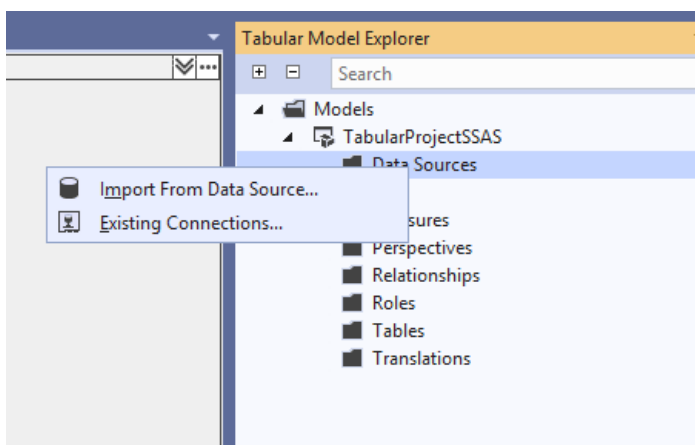 Tabular Model Explorer
Search
Models
TabularProjectSSAS
Data Sources
Import From Data Source...
Existing Connections...
sures
Perspectives
Relationships
Roles
Tables
Translations